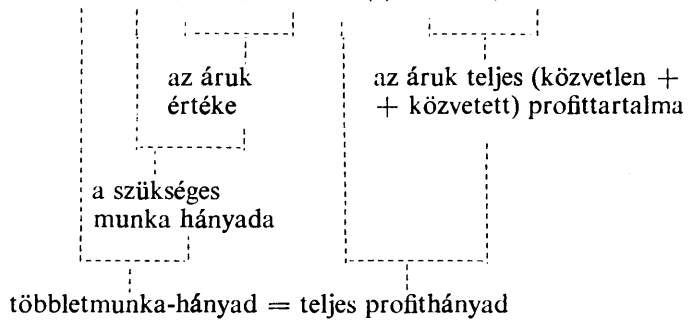 az áruk
értéke
az áruk teljes (közvetlen +
+ közvetett) profittartalma
a szükséges
munka hányada
többletmunka-hányad = teljes profithányad